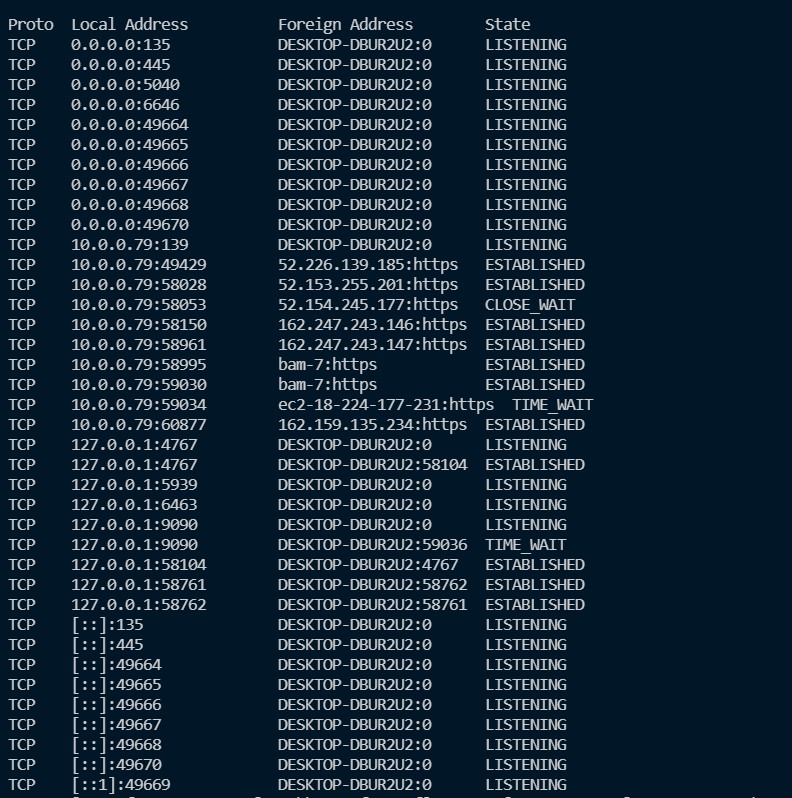 Proto  Local Address          Foreign Address        State
TCP    0.0.0.0:135            DESKTOP-DBUR2U2:0      LISTENING
TCP    0.0.0.0:445            DESKTOP-DBUR2U2:0      LISTENING
TCP    0.0.0.0:5040           DESKTOP-DBUR2U2:0      LISTENING
TCP    0.0.0.0:6646           DESKTOP-DBUR2U2:0      LISTENING
TCP    0.0.0.0:49664          DESKTOP-DBUR2U2:0      LISTENING
TCP    0.0.0.0:49665          DESKTOP-DBUR2U2:0      LISTENING
TCP    0.0.0.0:49666          DESKTOP-DBUR2U2:0      LISTENING
TCP    0.0.0.0:49667          DESKTOP-DBUR2U2:0      LISTENING
TCP    0.0.0.0:49668          DESKTOP-DBUR2U2:0      LISTENING
TCP    0.0.0.0:49670          DESKTOP-DBUR2U2:0      LISTENING
TCP    10.0.0.79:139          DESKTOP-DBUR2U2:0      LISTENING
TCP    10.0.0.79:49429        52.226.139.185:https   ESTABLISHED
TCP    10.0.0.79:58028        52.153.255.201:https   ESTABLISHED
TCP    10.0.0.79:58053        52.154.245.177:https   CLOSE_WAIT
TCP    10.0.0.79:58150        162.247.243.146:https  ESTABLISHED
TCP    10.0.0.79:58961        162.247.243.147:https  ESTABLISHED
TCP    10.0.0.79:58995        bam-7:https            ESTABLISHED
TCP    10.0.0.79:59030        bam-7:https            ESTABLISHED
TCP    10.0.0.79:59034        ec2-18-224-177-231:https  TIME_WAIT
TCP    10.0.0.79:60877        162.159.135.234:https  ESTABLISHED
TCP    127.0.0.1:4767         DESKTOP-DBUR2U2:0      LISTENING
TCP    127.0.0.1:4767         DESKTOP-DBUR2U2:58104  ESTABLISHED
TCP    127.0.0.1:5939         DESKTOP-DBUR2U2:0      LISTENING
TCP    127.0.0.1:6463         DESKTOP-DBUR2U2:0      LISTENING
TCP    127.0.0.1:9090         DESKTOP-DBUR2U2:0      LISTENING
TCP    127.0.0.1:9090         DESKTOP-DBUR2U2:59036  TIME_WAIT
TCP    127.0.0.1:58104        DESKTOP-DBUR2U2:4767   ESTABLISHED
TCP    127.0.0.1:58761        DESKTOP-DBUR2U2:58762  ESTABLISHED
TCP    127.0.0.1:58762        DESKTOP-DBUR2U2:58761  ESTABLISHED
TCP    [::]:135               DESKTOP-DBUR2U2:0      LISTENING
TCP    [::]:445               DESKTOP-DBUR2U2:0      LISTENING
TCP    [::]:49664             DESKTOP-DBUR2U2:0      LISTENING
TCP    [::]:49665             DESKTOP-DBUR2U2:0      LISTENING
TCP    [::]:49666             DESKTOP-DBUR2U2:0      LISTENING
TCP    [::]:49667             DESKTOP-DBUR2U2:0      LISTENING
TCP    [::]:49668             DESKTOP-DBUR2U2:0      LISTENING
TCP    [::]:49670             DESKTOP-DBUR2U2:0      LISTENING
TCP    [::1]:49669            DESKTOP-DBUR2U2:0      LISTENING